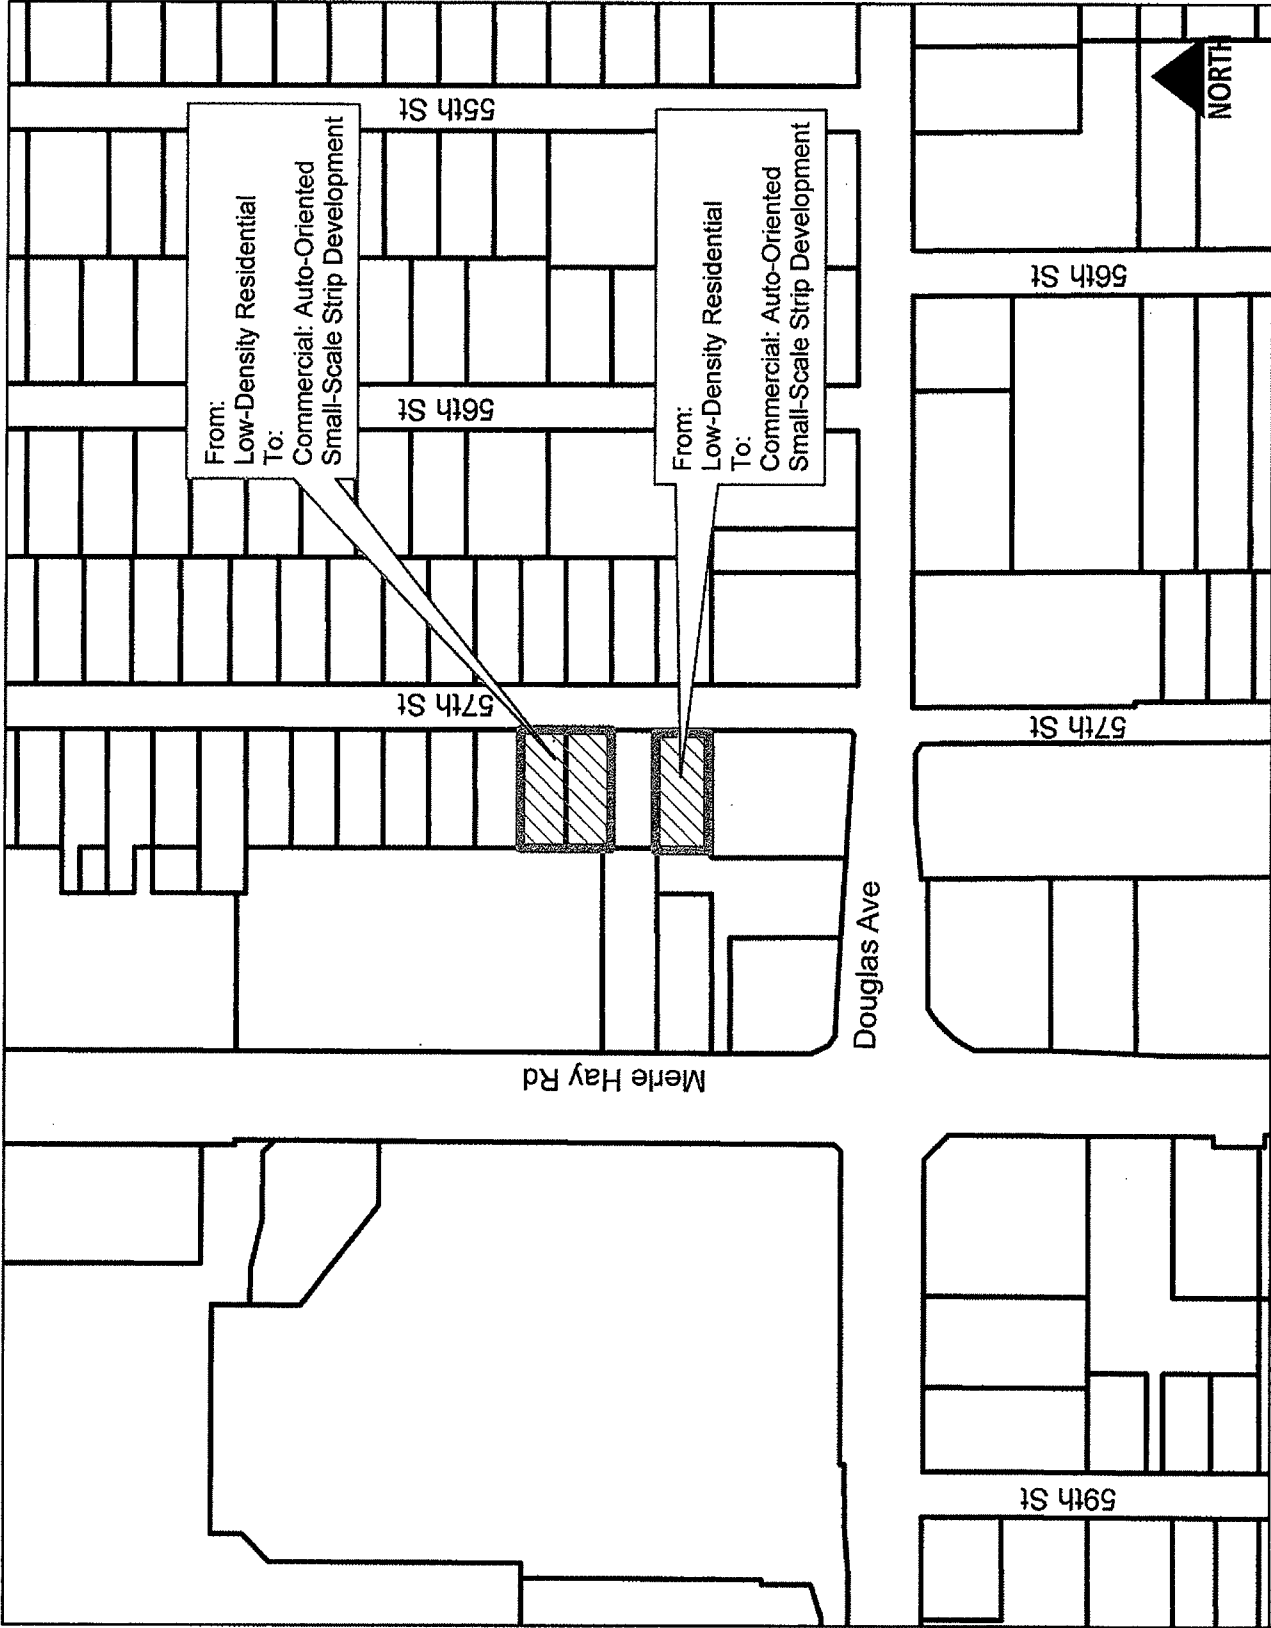 55th St
56th St
57th St
From:
Low-Density Residential
To:
Commercial: Auto-Oriented
Small-Scale Strip Development
From:
Low-Density Residential
To:
Commercial: Auto-Oriented
Small-Scale Strip Development
Merle Hay Rd
Douglas Ave
56th St
57th St
59th St
NORTH